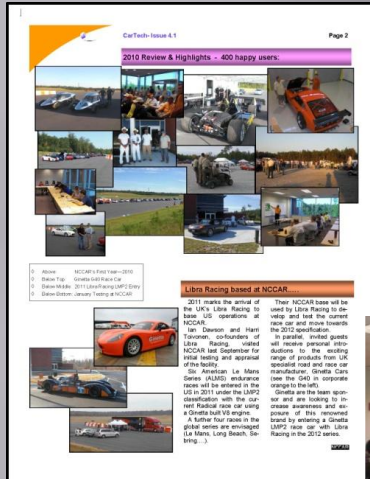 CarTech- Issue 4.1
Page 2
2010 Review & Highlights - 400 happy users:
Above: NCCAR's First Year—2010
Below Top: Ginetta G40 Race Car
Below Middle: 2011 Libra Racing LMP2 Entry
Below Bottom: January Testing at NCCAR
Libra Racing based at NCCAR.....
2011 marks the arrival of
the UK's Libra Racing to
base US operations at
NCCAR.
Ian Dawson and Harri
Toivonen, co-founders of
Libra Racing, visited
NCCAR last September for
initial testing and appraisal
of the facility.
Six American Le Mans
Series (ALMS) endurance
races will be entered in the
US in 2011 under the LMP2
classification with the cur-
rent Radical race car using
a Ginetta built V8 engine.
A further four races in the
global series are envisaged
(Le Mans, Long Beach, Se-
bring....).
Their NCCAR base will be
used by Libra Racing to de-
velop and test the current
race car and move towards
the 2012 specification.
In parallel, invited guests
will receive personal intro-
ductions to the exciting
range of products from UK
specialist road and race car
manufacturer, Ginetta Cars
(see the G40 in corporate
orange to the left).
Ginetta are the team spon-
sor and are looking to in-
crease awareness and ex-
posure of this renowned
brand by entering a Ginetta
LMP2 race car with Libra
Racing in the 2012 series.
NCCAR